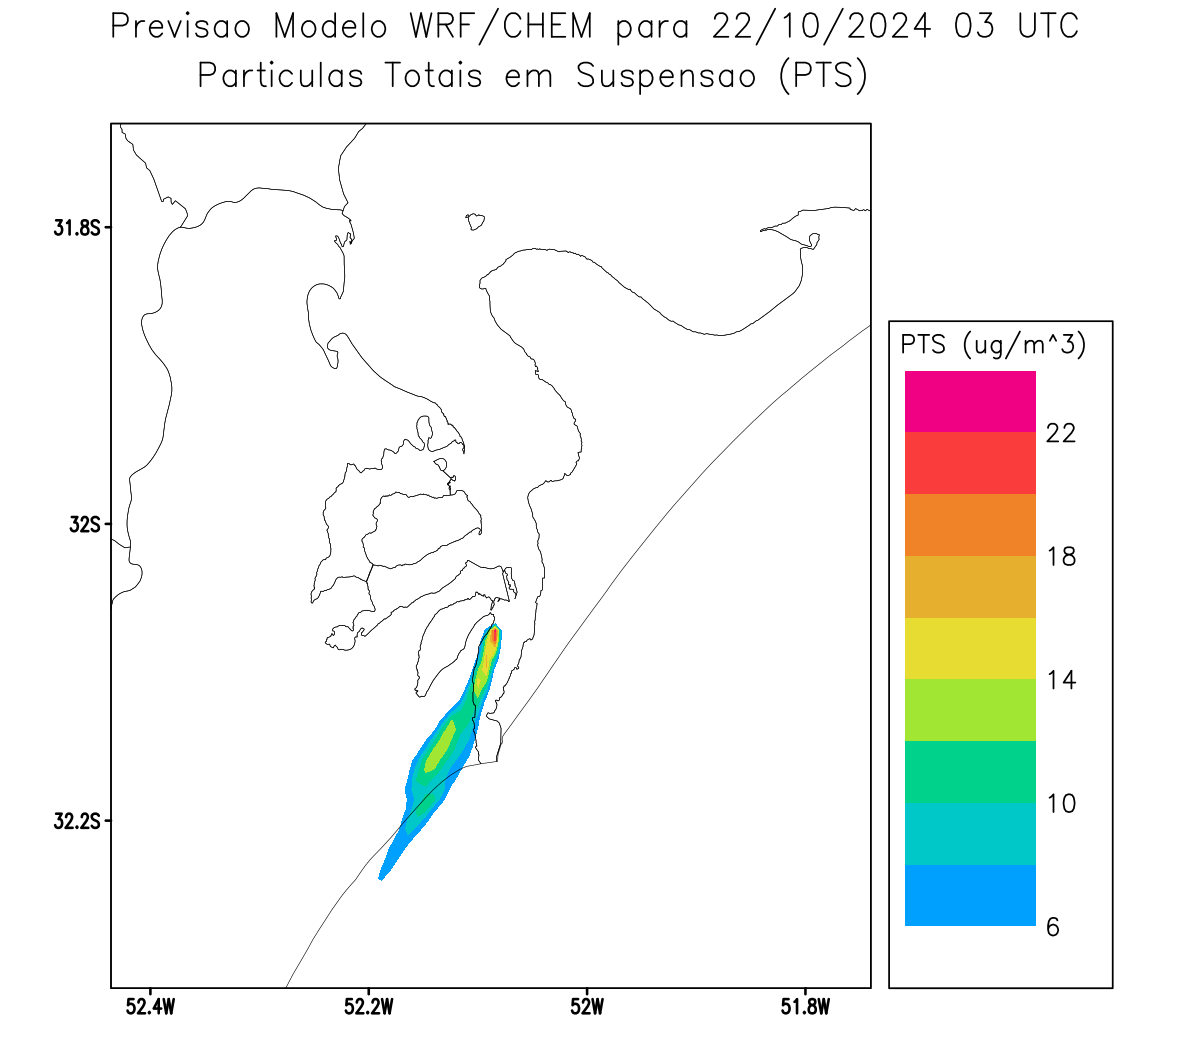 Previsao Modelo WRF/CHEM para 22/10/2024 03 UTC
Particulas Totais em Suspensao (PTS)
31.8S
32S
32.2S
52.4W
52.2W
52W
51.8W
PTS (ug/m^3)
22
18
14
10
6